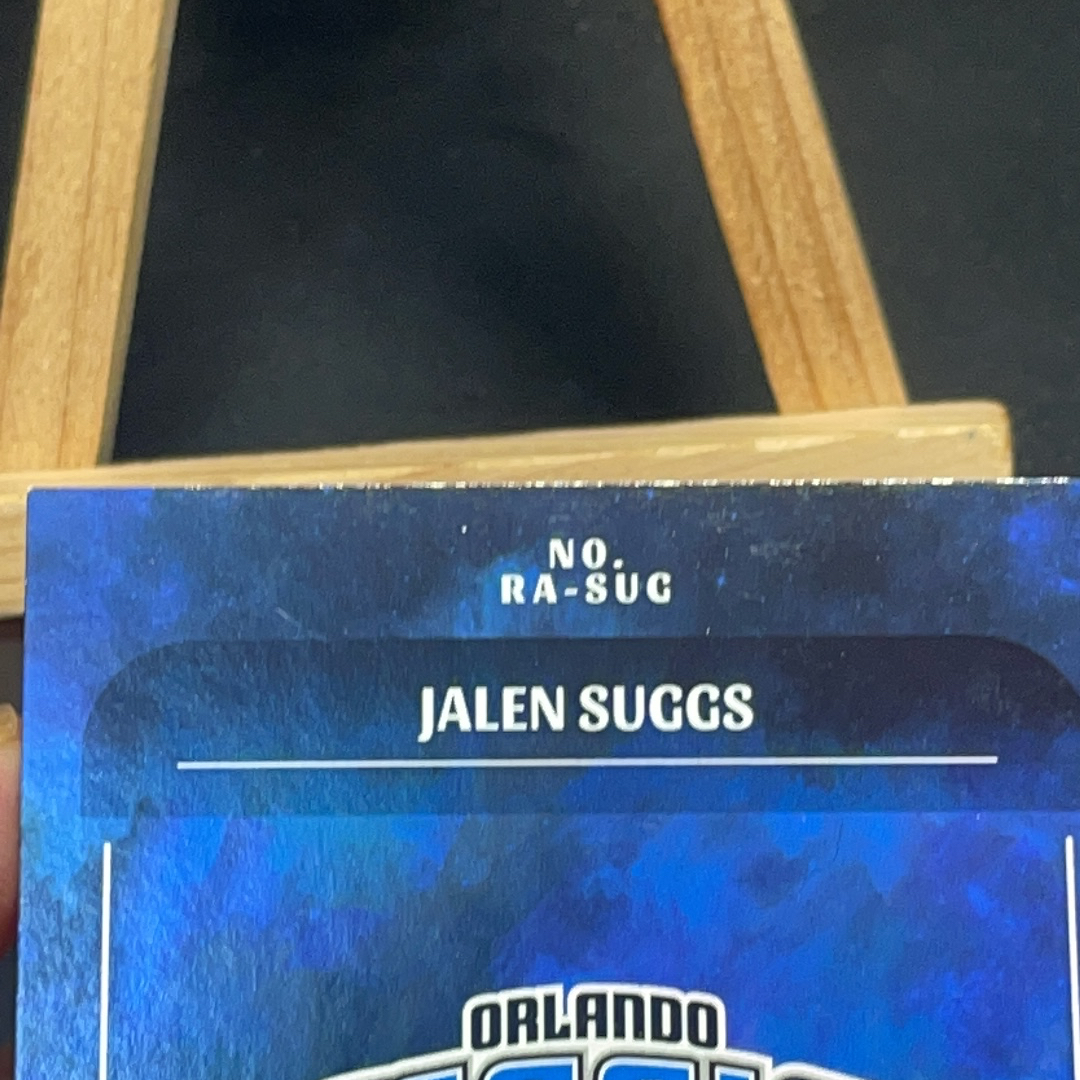 NO.
RA-SUG
JALEN SUGGS
ORLANDO